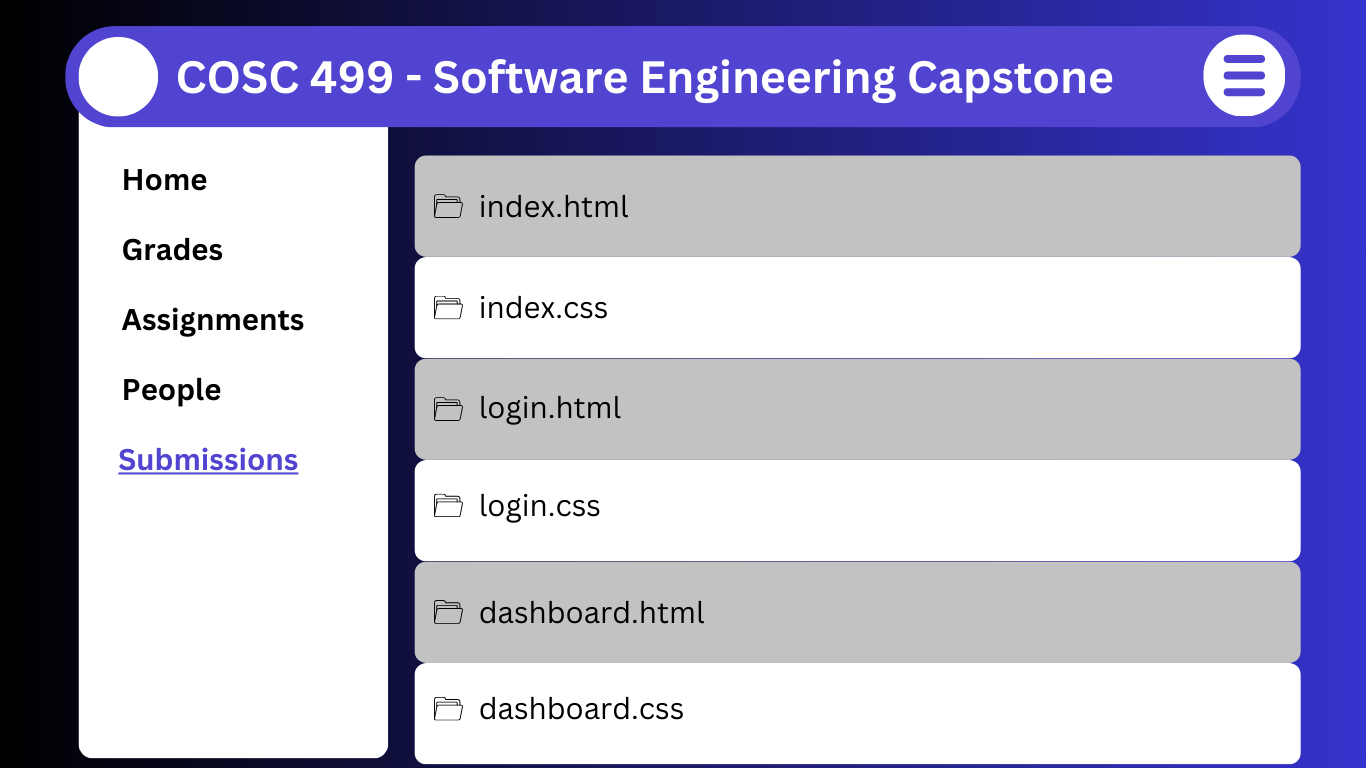 COSC 499 - Software Engineering Capstone
Home
Grades
Assignments
People
Submissions
index.html
index.css
login.html
login.css
dashboard.html
dashboard.css